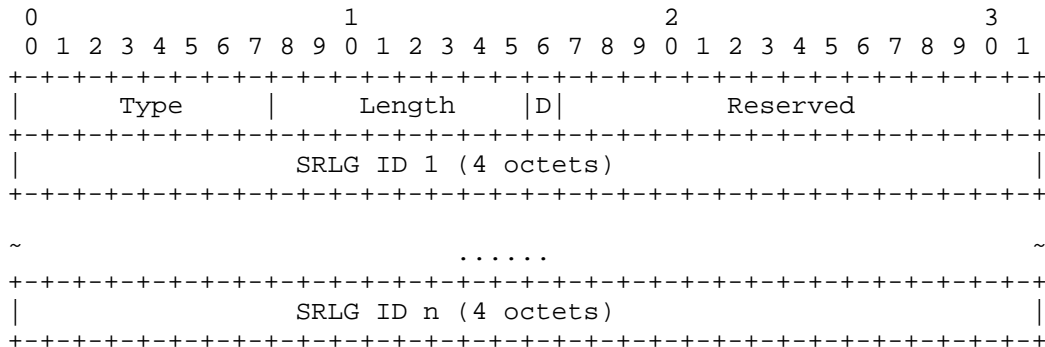 0                   1                   2                   3
 0 1 2 3 4 5 6 7 8 9 0 1 2 3 4 5 6 7 8 9 0 1 2 3 4 5 6 7 8 9 0 1
+-+-+-+-+-+-+-+-+-+-+-+-+-+-+-+-+-+-+-+-+-+-+-+-+-+-+-+-+-+-+-+-+
|      Type     |     Length    |D|          Reserved           |
+-+-+-+-+-+-+-+-+-+-+-+-+-+-+-+-+-+-+-+-+-+-+-+-+-+-+-+-+-+-+-+-+
|                 SRLG ID 1 (4 octets)                          |
+-+-+-+-+-+-+-+-+-+-+-+-+-+-+-+-+-+-+-+-+-+-+-+-+-+-+-+-+-+-+-+-+
~                           ......                              ~
+-+-+-+-+-+-+-+-+-+-+-+-+-+-+-+-+-+-+-+-+-+-+-+-+-+-+-+-+-+-+-+-+
|                 SRLG ID n (4 octets)                          |
+-+-+-+-+-+-+-+-+-+-+-+-+-+-+-+-+-+-+-+-+-+-+-+-+-+-+-+-+-+-+-+-+